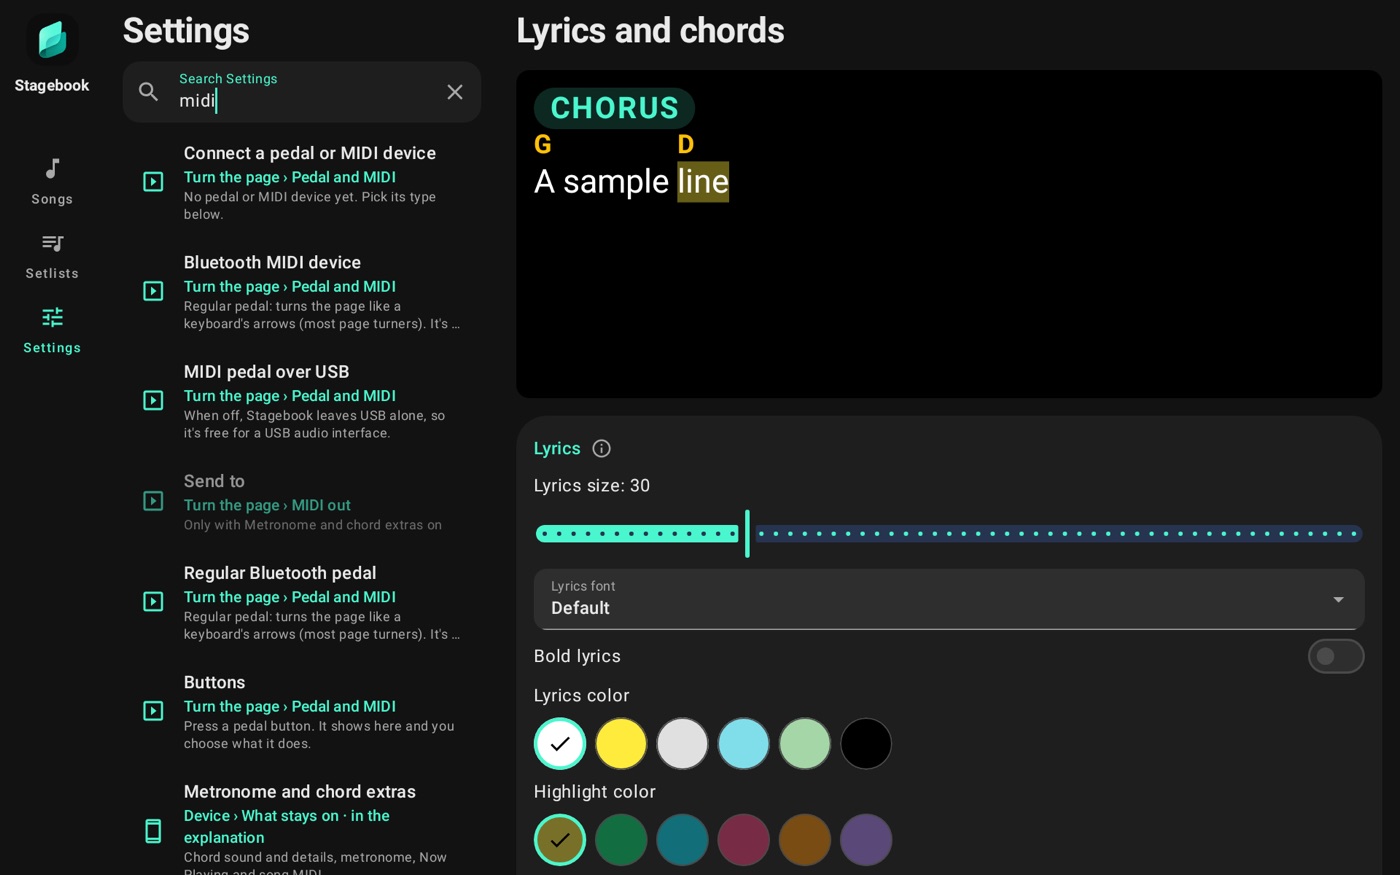 Stagebook
Songs
Setlists
Settings
Settings
Search Settings
midi
Connect a pedal or MIDI device
Turn the page › Pedal and MIDI
No pedal or MIDI device yet. Pick its type
below.
Bluetooth MIDI device
Turn the page › Pedal and MIDI
Regular pedal: turns the page like a
keyboard's arrows (most page turners). It's ...
MIDI pedal over USB
Turn the page › Pedal and MIDI
When off, Stagebook leaves USB alone, so
it's free for a USB audio interface.
Send to
Turn the page › MIDI out
Only with Metronome and chord extras on
Regular Bluetooth pedal
Turn the page › Pedal and MIDI
Regular pedal: turns the page like a
keyboard's arrows (most page turners). It's ...
Buttons
Turn the page › Pedal and MIDI
Press a pedal button. It shows here and you
choose what it does.
Metronome and chord extras
Device › What stays on · in the
explanation
Chord sound and details, metronome, Now
Playing and song MIDI
Lyrics and chords
CHORUS
G D
A sample line
Lyrics
Lyrics size: 30
Lyrics font
Default
Bold lyrics
Lyrics color
Highlight color